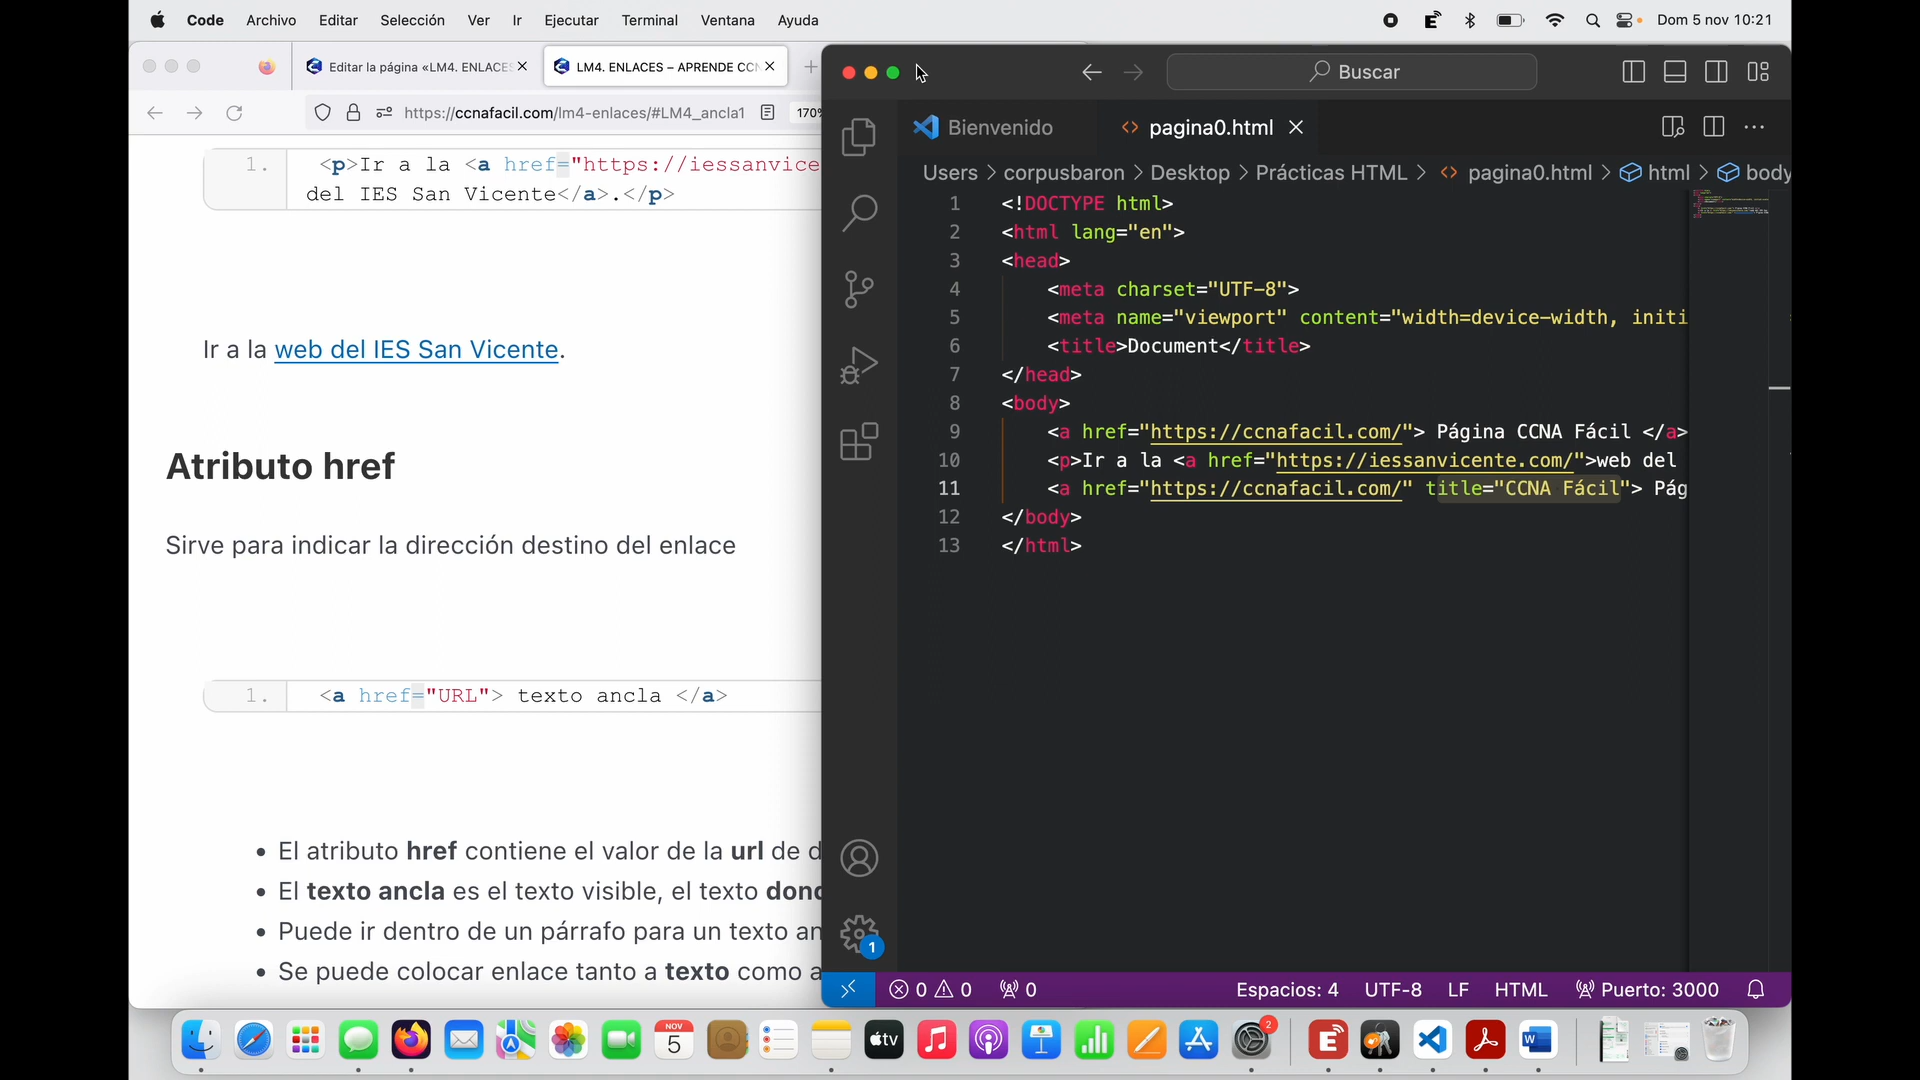 Code Archivo Editar Selección Ver Ir Ejecutar Terminal Ventana Ayuda
Dom 5 nov 10:21
Editar la página «LM4. ENLACES
LM4. ENLACES – APRENDE CCN
https://ccnafacil.com/lm4-enlaces/#LM4_ancla1
170%
1. <p>Ir a la <a href="https://iessanvice
del IES San Vicente</a>.</p>
Ir a la web del IES San Vicente.
Atributo href
Sirve para indicar la dirección destino del enlace
1. <a href="URL"> texto ancla </a>
• El atributo href contiene el valor de la url de d
• El texto ancla es el texto visible, el texto donc
• Puede ir dentro de un párrafo para un texto an
• Se puede colocar enlace tanto a texto como a
Buscar
Bienvenido
pagina0.html
Users > corpusbaron > Desktop > Prácticas HTML > <> pagina0.html > html > body
1 <!DOCTYPE html>
2 <html lang="en">
3 <head>
4 <meta charset="UTF-8">
5 <meta name="viewport" content="width=device-width, initi
6 <title>Document</title>
7 </head>
8 <body>
9 <a href="https://ccnafacil.com/"> Página CCNA Fácil </a>
10 <p>Ir a la <a href="https://iessanvicente.com/">web del
11 <a href="https://ccnafacil.com/" title="CCNA Fácil"> Pág
12 </body>
13 </html>
1
0 0 0 Espacios: 4 UTF-8 LF HTML Puerto: 3000
NOV
5
tv
2
E
W